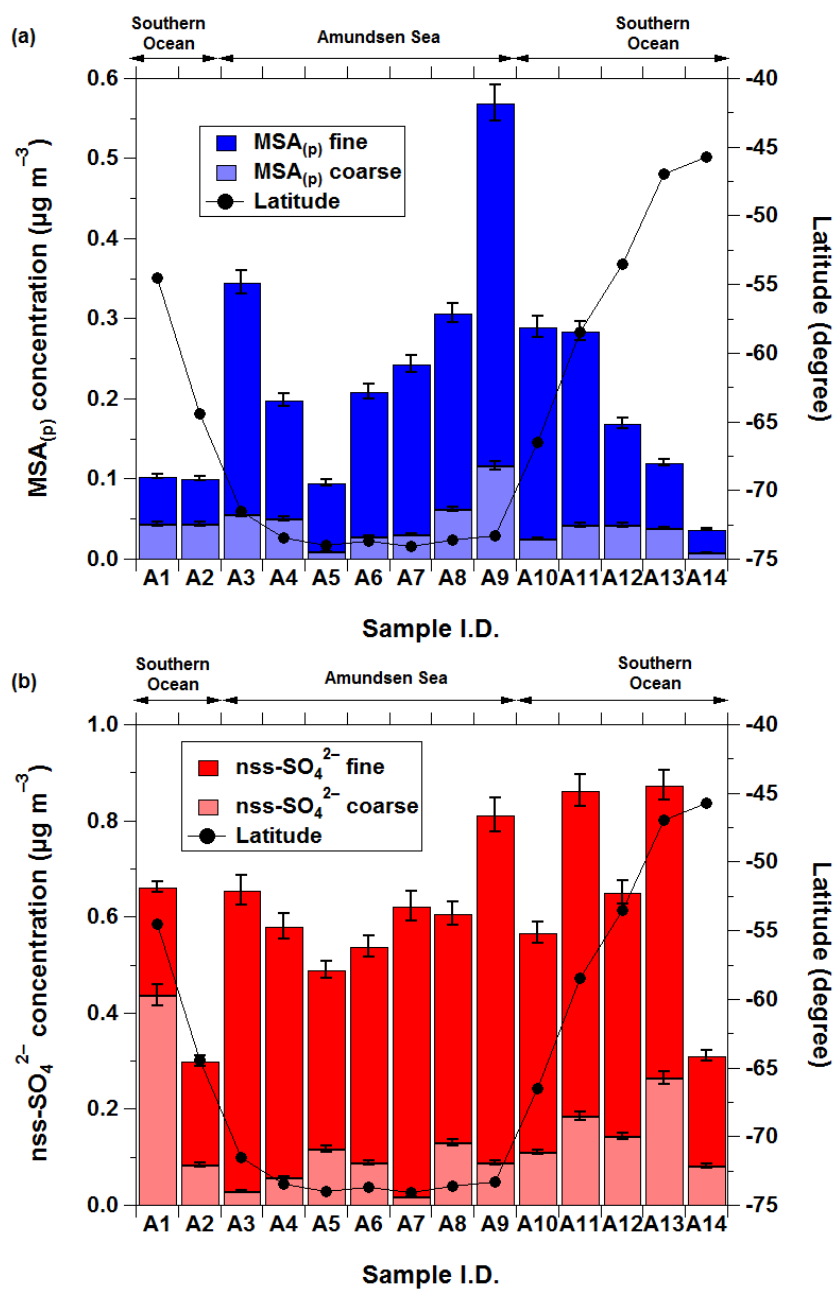 (a)
Southern
Ocean
Amundsen Sea
Southern
Ocean
0.6
0.5
0.4
0.3
0.2
0.1
0.0
MSA(p) concentration (µg m⁻³)
MSA(p) fine
MSA(p) coarse
Latitude
-40
-45
-50
-55
-60
-65
-70
-75
Latitude (degree)
A1 A2 A3 A4 A5 A6 A7 A8 A9 A10 A11 A12 A13 A14
Sample I.D.
(b)
Southern
Ocean
Amundsen Sea
Southern
Ocean
1.0
0.8
0.6
0.4
0.2
0.0
nss-SO₄²⁻ concentration (µg m⁻³)
nss-SO₄²⁻ fine
nss-SO₄²⁻ coarse
Latitude
-40
-45
-50
-55
-60
-65
-70
-75
Latitude (degree)
A1 A2 A3 A4 A5 A6 A7 A8 A9 A10 A11 A12 A13 A14
Sample I.D.